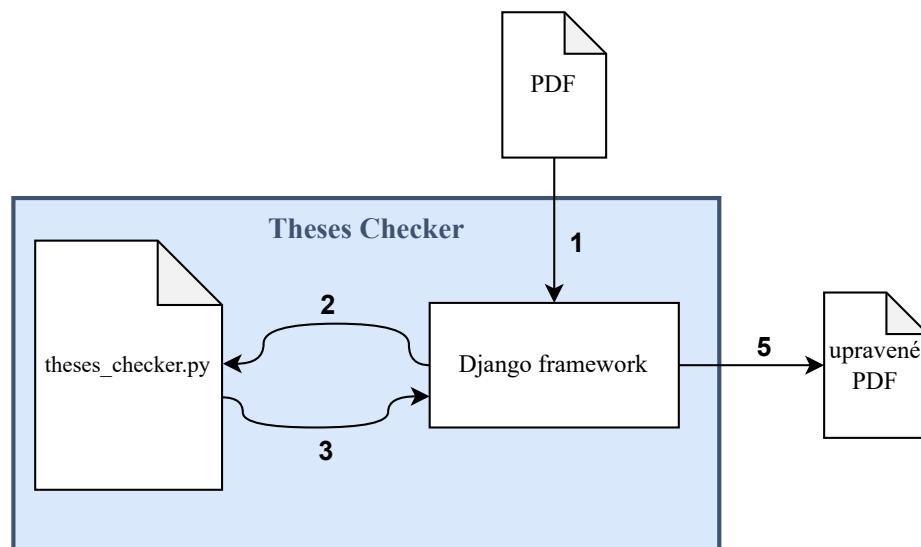 PDF
Theses Checker
1
2
theses_checker.py
Django framework
5
upravené
PDF
3